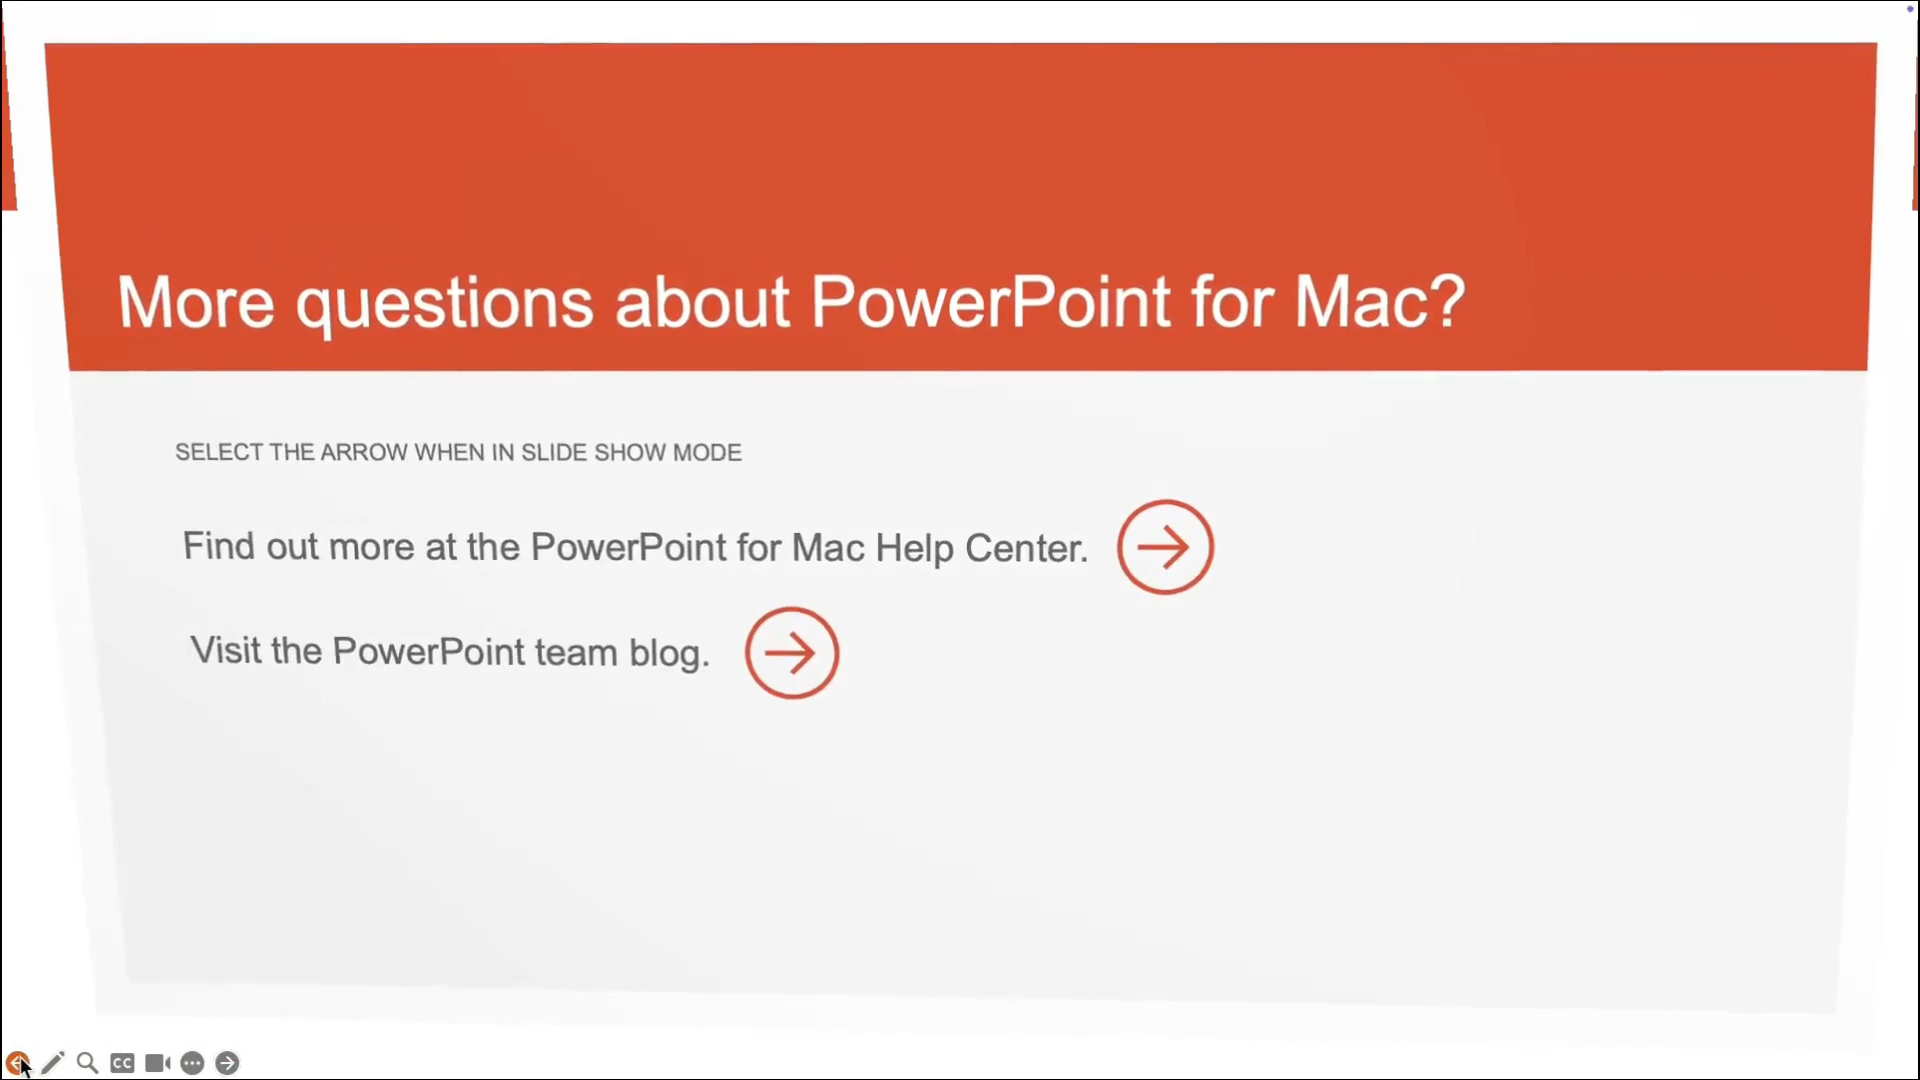 More questions about PowerPoint for Mac?
SELECT THE ARROW WHEN IN SLIDE SHOW MODE
Find out more at the PowerPoint for Mac Help Center.
Visit the PowerPoint team blog.
CC